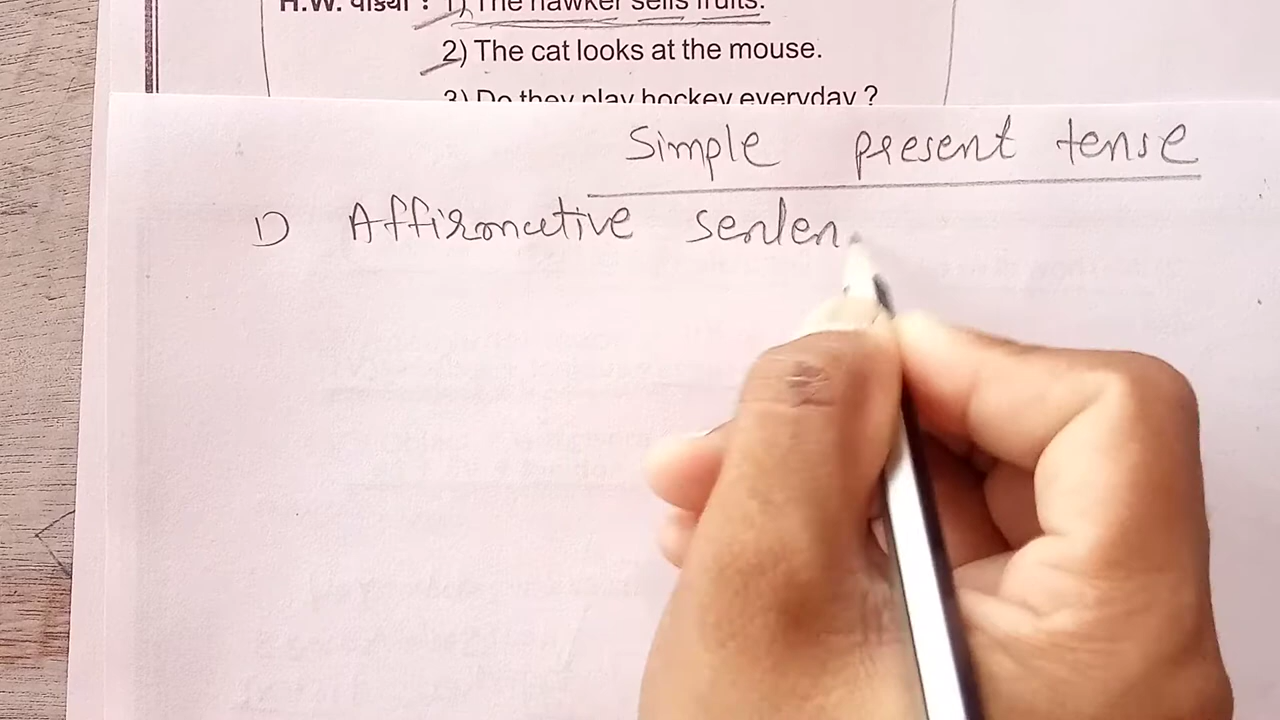 H.W. वाक्यो : 1) The hawker sells fruits.
2) The cat looks at the mouse.
3) Do they play hockey everyday ?
Simple present tense
1) Affirmative senten